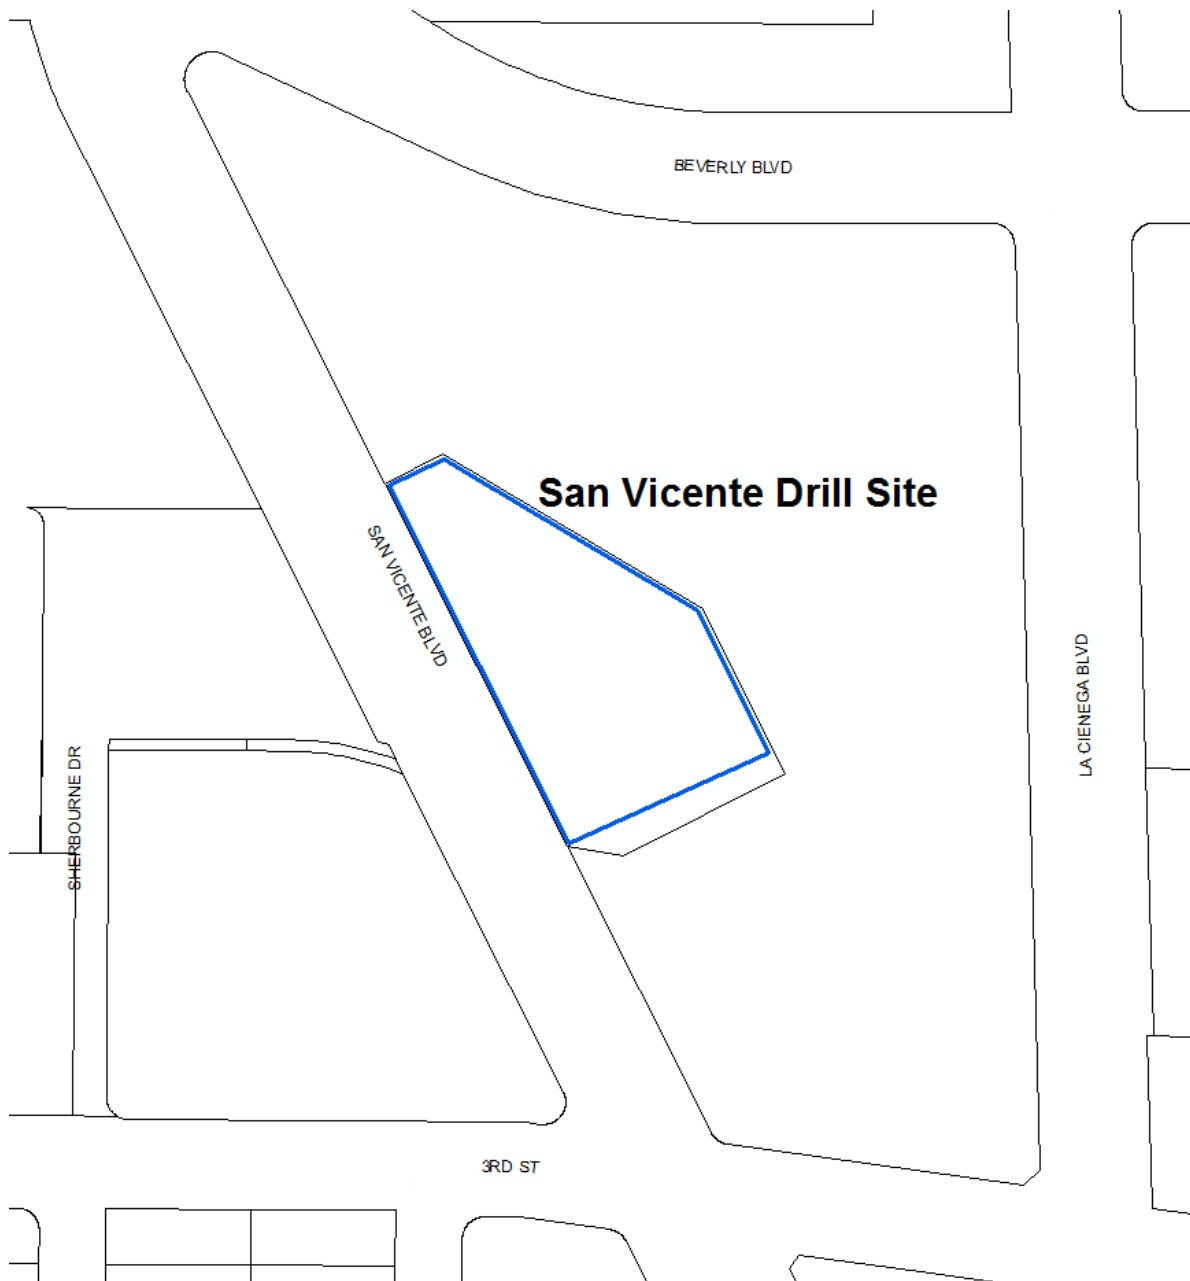 BEVERLY BLVD
San Vicente Drill Site
SAN VICENTE BLVD
LA CIENEGA BLVD
SHERBOURNE DR
3RD ST